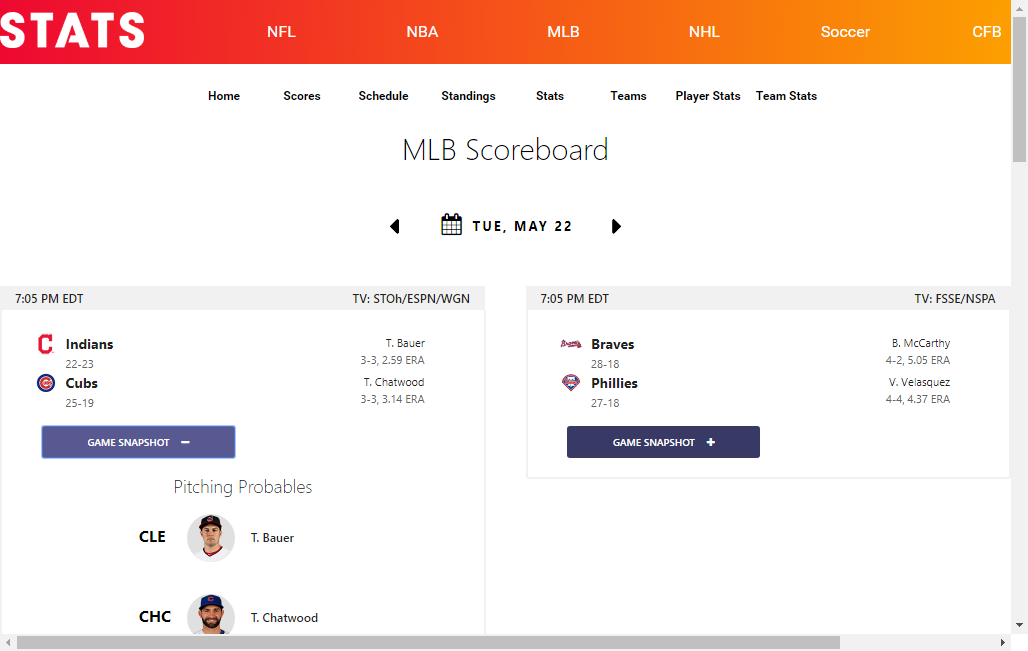 STATS NFL NBA MLB NHL Soccer CFB
Home Scores Schedule Standings Stats Teams Player Stats Team Stats
MLB Scoreboard
TUE, MAY 22
7:05 PM EDT TV: STOh/ESPN/WGN
Indians T. Bauer
22-23 3-3, 2.59 ERA
Cubs T. Chatwood
25-19 3-3, 3.14 ERA
GAME SNAPSHOT −
Pitching Probables
CLE T. Bauer
CHC T. Chatwood
7:05 PM EDT TV: FSSE/NSPA
Braves B. McCarthy
28-18 4-2, 5.05 ERA
Phillies V. Velasquez
27-18 4-4, 4.37 ERA
GAME SNAPSHOT +